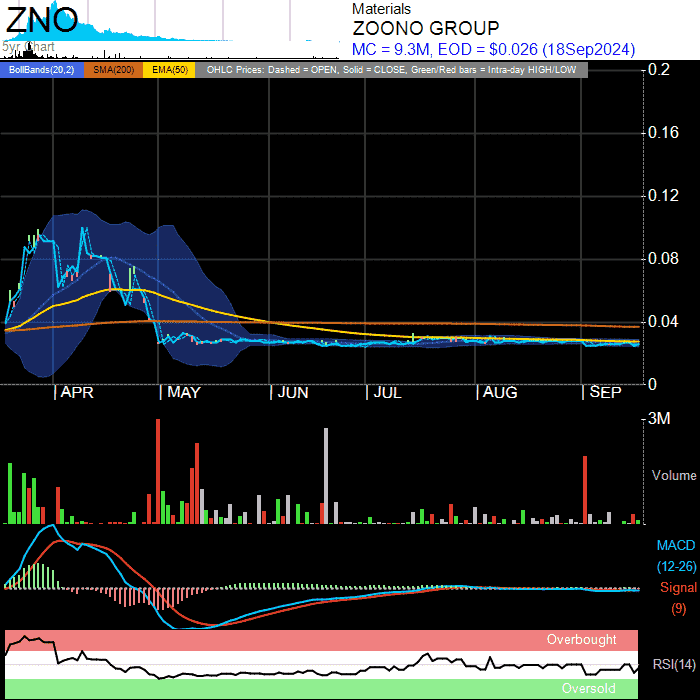 ZNO
5yr Chart
Materials
ZOONO GROUP
MC = 9.3M, EOD = $0.026 (18Sep2024)
BollBands(20,2) SMA(200) EMA(50) OHLC Prices: Dashed = OPEN, Solid = CLOSE, Green/Red bars = Intra-day HIGH/LOW
0.2
0.16
0.12
0.08
0.04
0
APR MAY JUN JUL AUG SEP
3M
Volume
MACD
(12-26)
Signal
(9)
Overbought
RSI(14)
Oversold